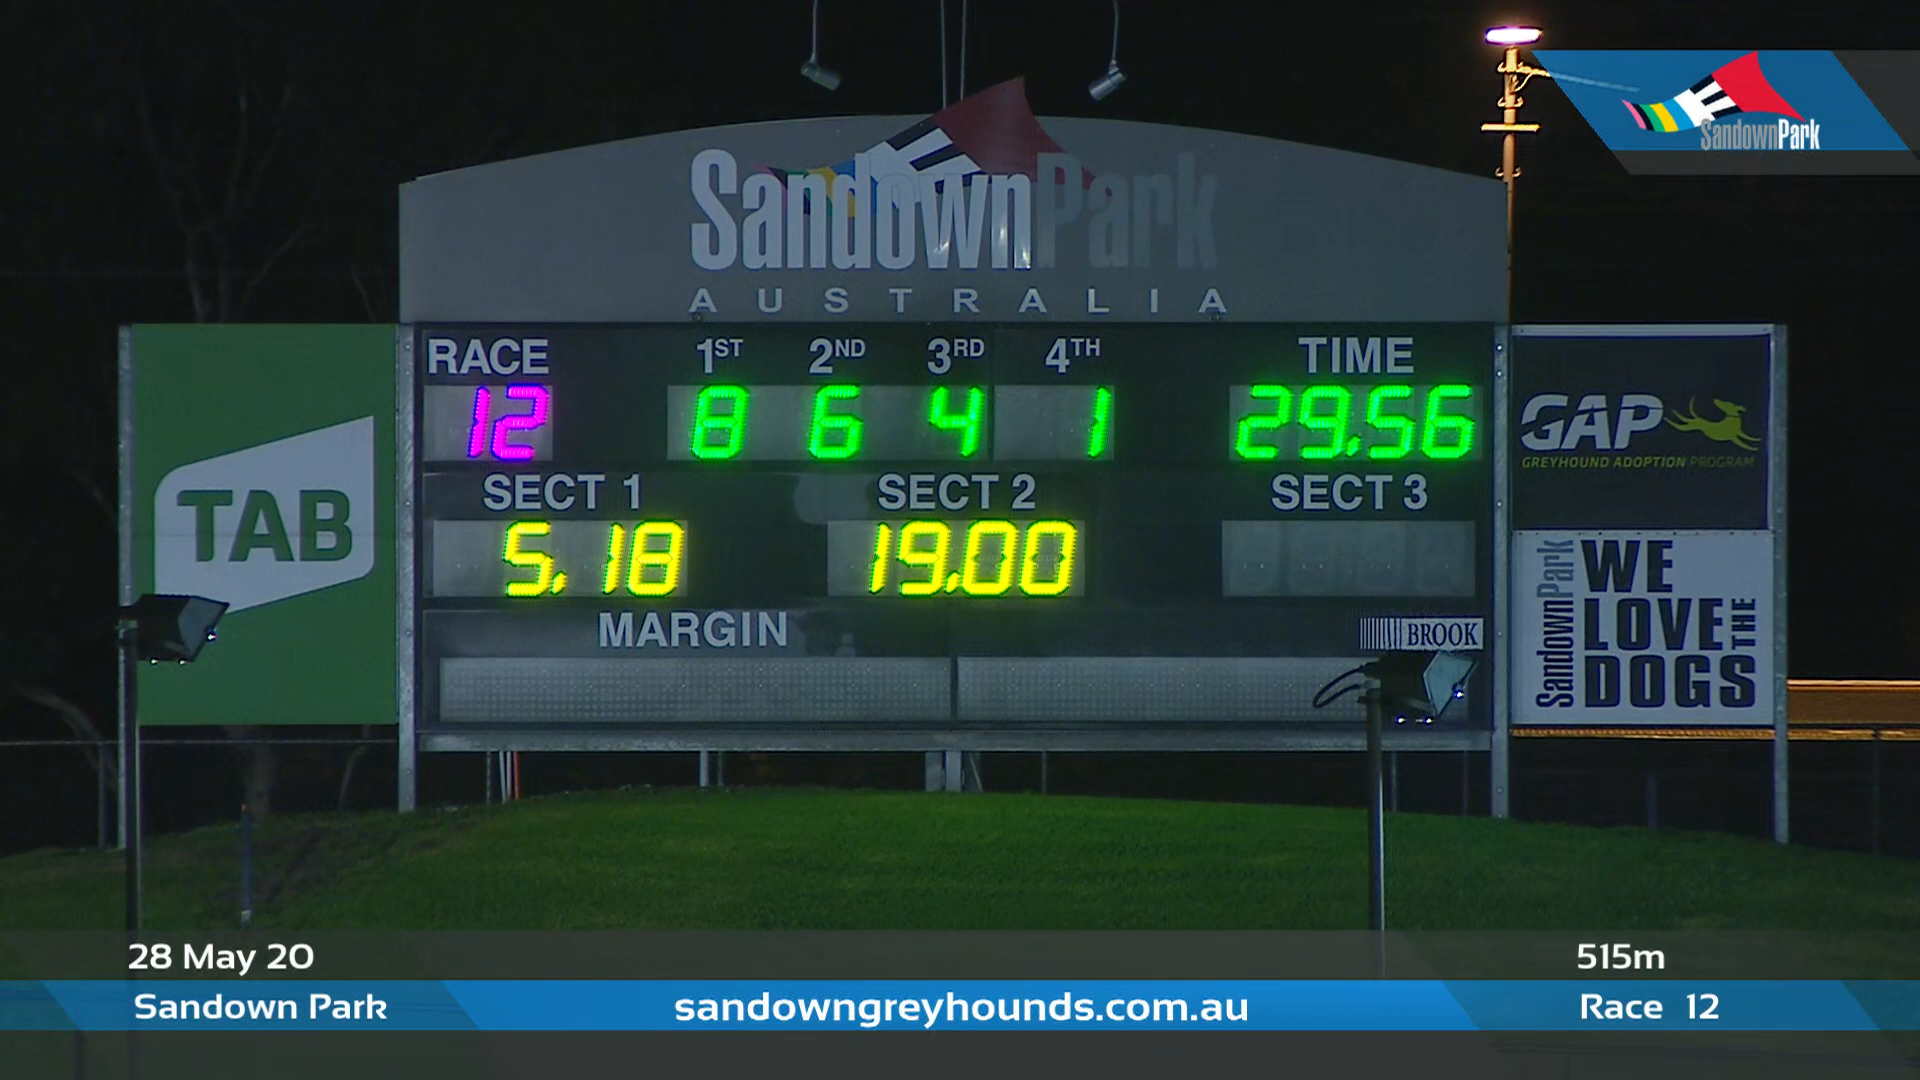 SandownPark
SandownPark
AUSTRALIA
RACE 1ST 2ND 3RD 4TH TIME
12 8 6 4 1 29.56
SECT 1 SECT 2 SECT 3
5.18 19.00
MARGIN
BROOK
TAB
GAP
GREYHOUND ADOPTION PROGRAM
SandownPark
WE
LOVE THE
DOGS
28 May 20
515m
Sandown Park
sandowngreyhounds.com.au
Race 12